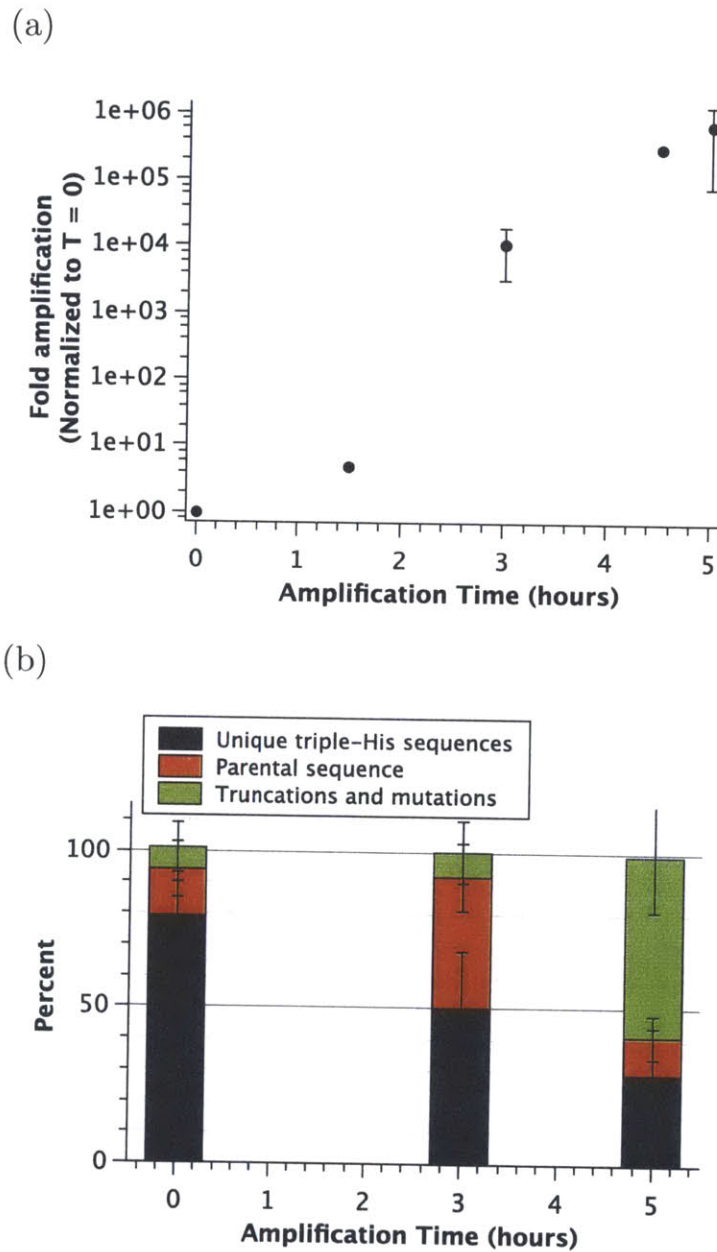 (a)
Fold amplification
(Normalized to T = 0)
1e+06
1e+05
1e+04
1e+03
1e+02
1e+01
1e+00
0 1 2 3 4 5
Amplification Time (hours)
(b)
Unique triple-His sequences
Parental sequence
Truncations and mutations
Percent
100
50
0
0 1 2 3 4 5
Amplification Time (hours)